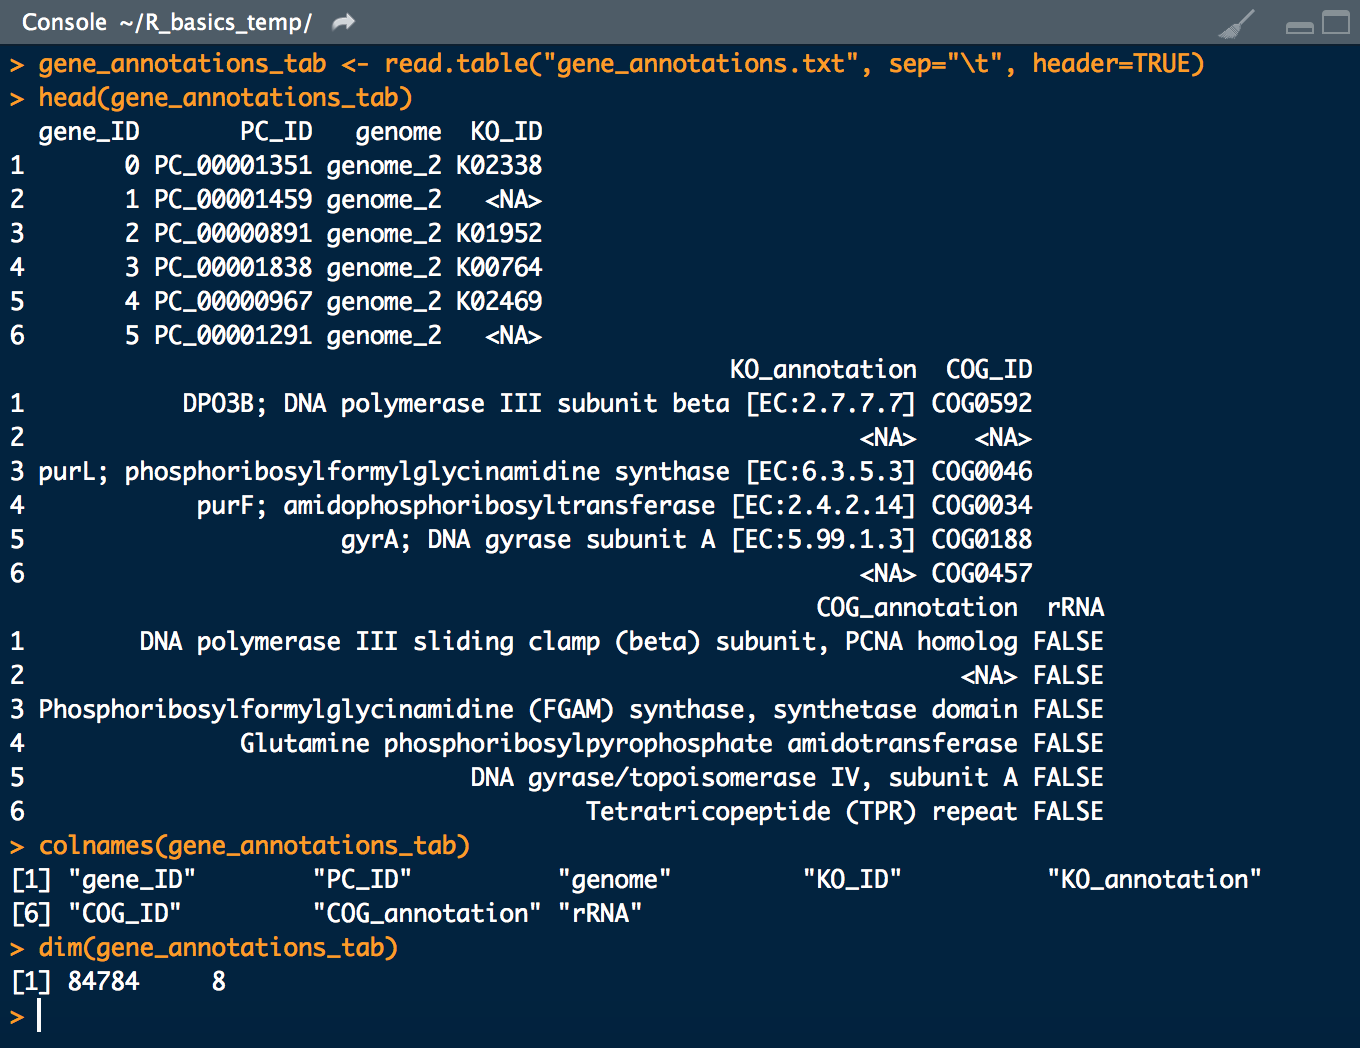 Console ~/R_basics_temp/
> gene_annotations_tab <- read.table("gene_annotations.txt", sep="\t", header=TRUE)
> head(gene_annotations_tab)
  gene_ID       PC_ID   genome  KO_ID
1       0 PC_00001351 genome_2 K02338
2       1 PC_00001459 genome_2   <NA>
3       2 PC_00000891 genome_2 K01952
4       3 PC_00001838 genome_2 K00764
5       4 PC_00000967 genome_2 K02469
6       5 PC_00001291 genome_2   <NA>
                                                  KO_annotation  COG_ID
1           DPO3B; DNA polymerase III subunit beta [EC:2.7.7.7] COG0592
2                                                          <NA>    <NA>
3 purL; phosphoribosylformylglycinamidine synthase [EC:6.3.5.3] COG0046
4            purF; amidophosphoribosyltransferase [EC:2.4.2.14] COG0034
5                      gyrA; DNA gyrase subunit A [EC:5.99.1.3] COG0188
6                                                          <NA> COG0457
                                                        COG_annotation  rRNA
1        DNA polymerase III sliding clamp (beta) subunit, PCNA homolog FALSE
2                                                                 <NA> FALSE
3 Phosphoribosylformylglycinamidine (FGAM) synthase, synthetase domain FALSE
4               Glutamine phosphoribosylpyrophosphate amidotransferase FALSE
5                               DNA gyrase/topoisomerase IV, subunit A FALSE
6                                       Tetratricopeptide (TPR) repeat FALSE
> colnames(gene_annotations_tab)
[1] "gene_ID"        "PC_ID"          "genome"         "KO_ID"          "KO_annotation"
[6] "COG_ID"         "COG_annotation" "rRNA"
> dim(gene_annotations_tab)
[1] 84784     8
>